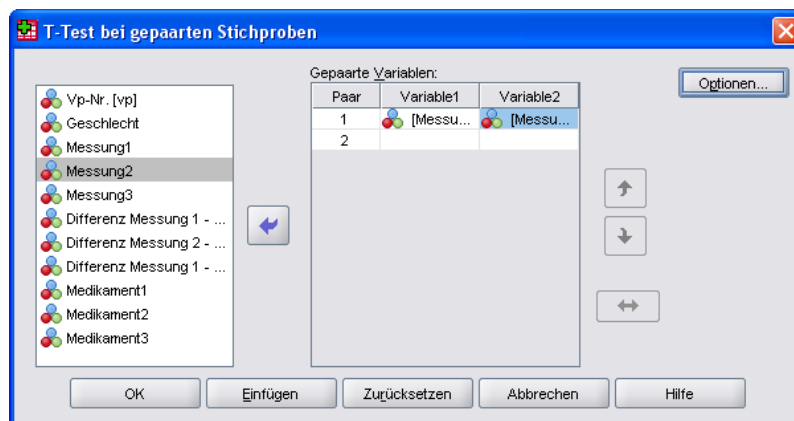 T-Test bei gepaarten Stichproben
Gepaarte Variablen:
Optionen...
Vp-Nr. [vp]
Geschlecht
Messung1
Messung2
Messung3
Differenz Messung 1 - ...
Differenz Messung 2 - ...
Differenz Messung 1 - ...
Medikament1
Medikament2
Medikament3
Paar Variable1 Variable2
1 [Messu... [Messu...
2
OK Einfügen Zurücksetzen Abbrechen Hilfe